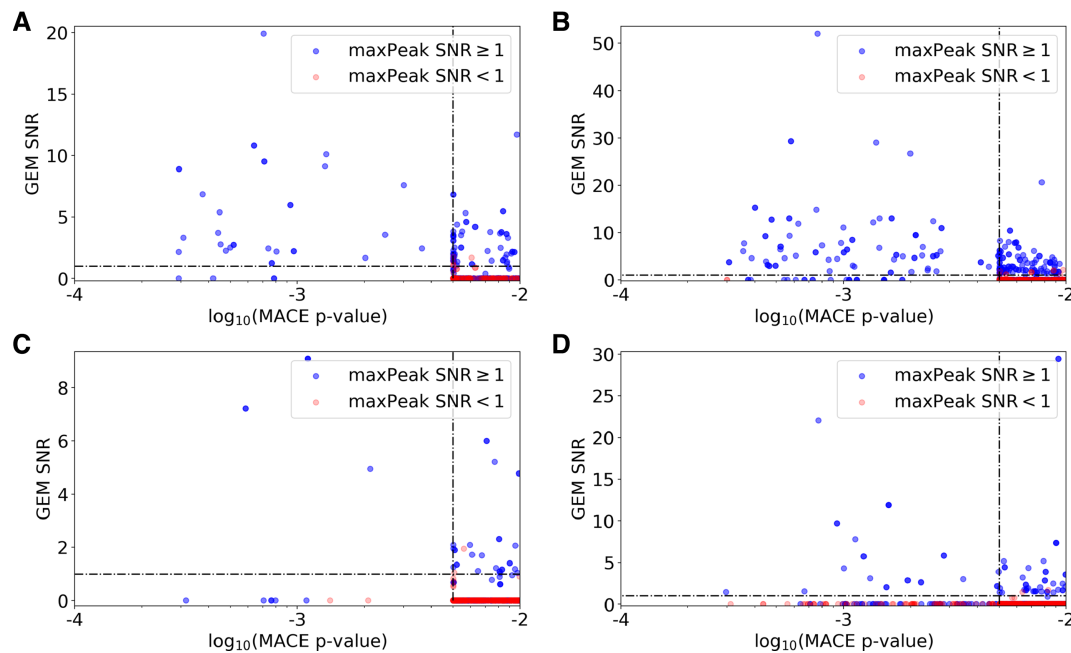 A
20
15
10
5
0
GEM SNR
maxPeak SNR ≥ 1
maxPeak SNR < 1
-4
-3
-2
log₁₀(MACE p-value)
B
50
40
30
20
10
0
GEM SNR
maxPeak SNR ≥ 1
maxPeak SNR < 1
-4
-3
-2
log₁₀(MACE p-value)
C
8
6
4
2
0
GEM SNR
maxPeak SNR ≥ 1
maxPeak SNR < 1
-4
-3
-2
log₁₀(MACE p-value)
D
30
25
20
15
10
5
0
GEM SNR
maxPeak SNR ≥ 1
maxPeak SNR < 1
-4
-3
-2
log₁₀(MACE p-value)